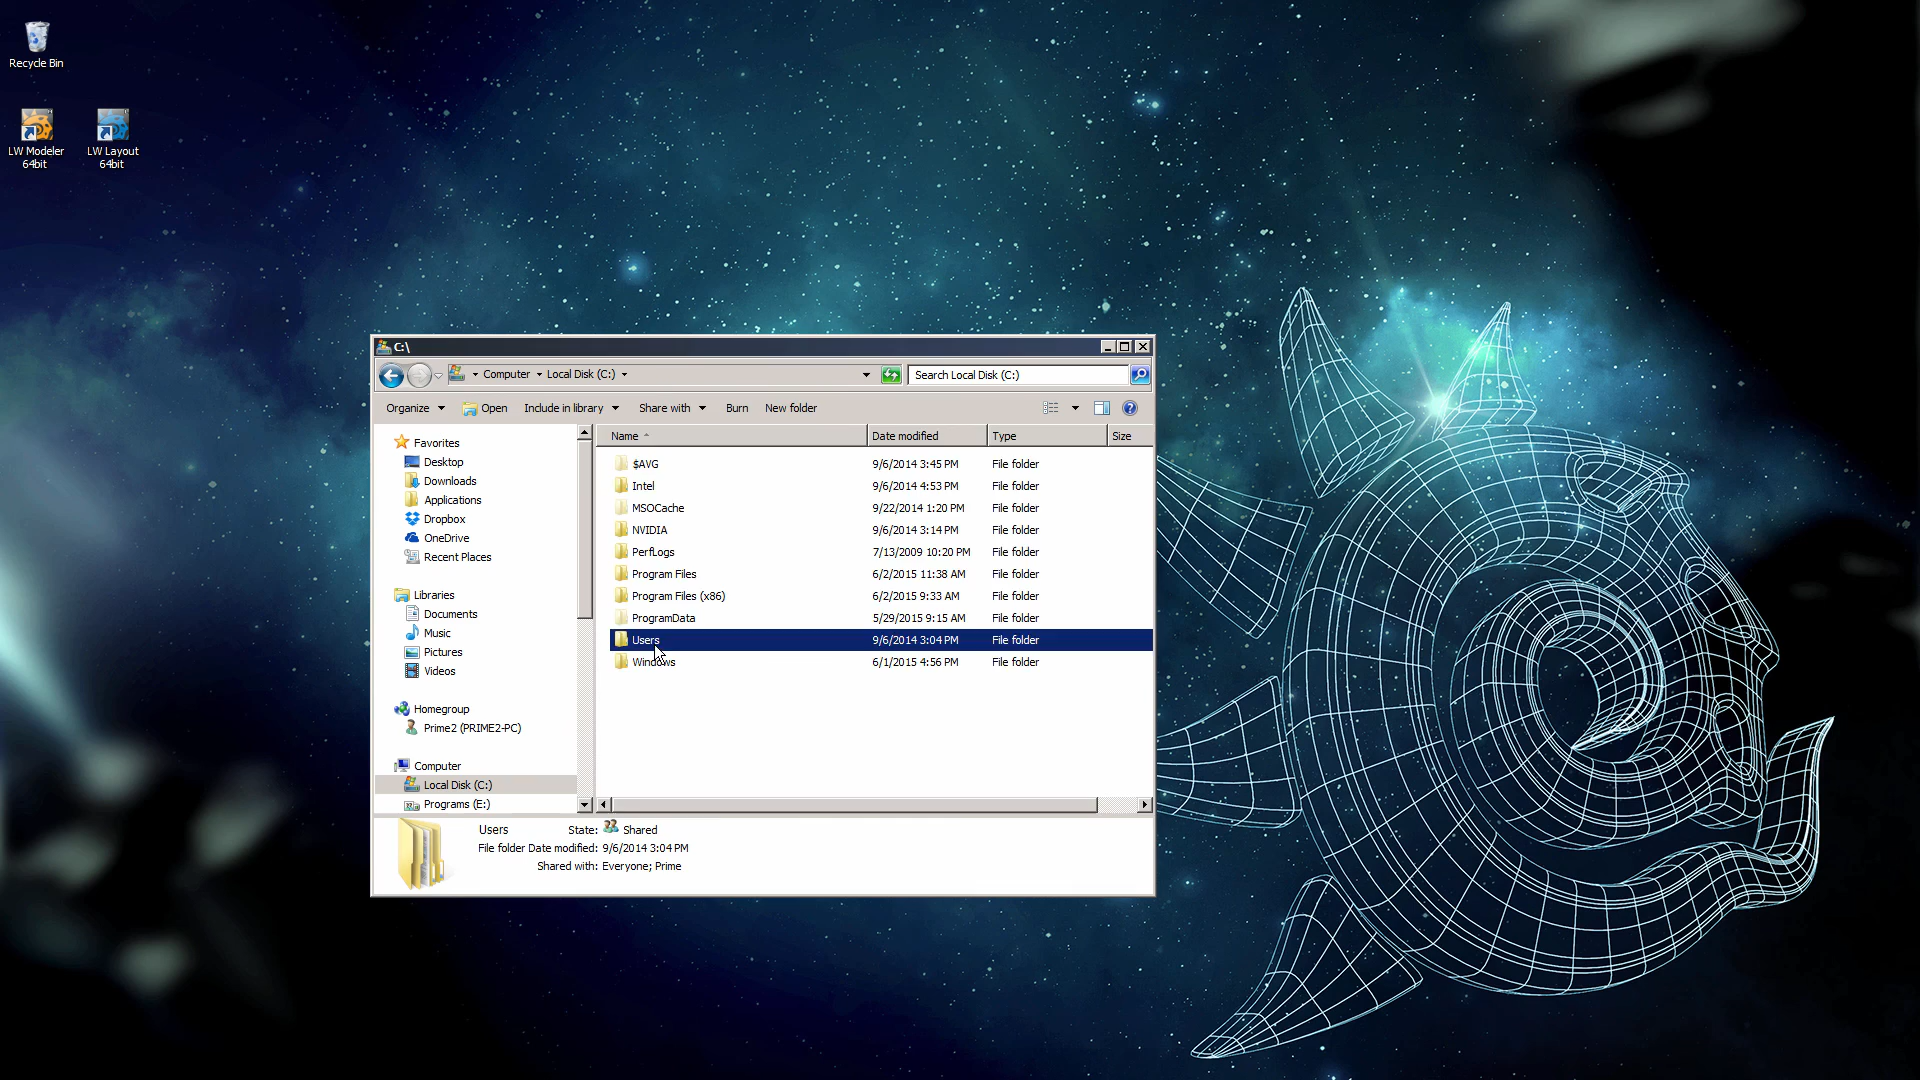 Recycle Bin
LW Modeler
64bit
LW Layout
64bit
C:\
Computer Local Disk (C:)
Search Local Disk (C:)
Organize Open Include in library Share with Burn New folder
Favorites
Desktop
Downloads
Applications
Dropbox
OneDrive
Recent Places
Libraries
Documents
Music
Pictures
Videos
Homegroup
Prime2 (PRIME2-PC)
Computer
Local Disk (C:)
Programs (E:)
Name Date modified Type Size
$AVG 9/6/2014 3:45 PM File folder
Intel 9/6/2014 4:53 PM File folder
MSOCache 9/22/2014 1:20 PM File folder
NVIDIA 9/6/2014 3:14 PM File folder
PerfLogs 7/13/2009 10:20 PM File folder
Program Files 6/2/2015 11:38 AM File folder
Program Files (x86) 6/2/2015 9:33 AM File folder
ProgramData 5/29/2015 9:15 AM File folder
Users 9/6/2014 3:04 PM File folder
Windows 6/1/2015 4:56 PM File folder
Users State: Shared
File folder Date modified: 9/6/2014 3:04 PM
Shared with: Everyone; Prime